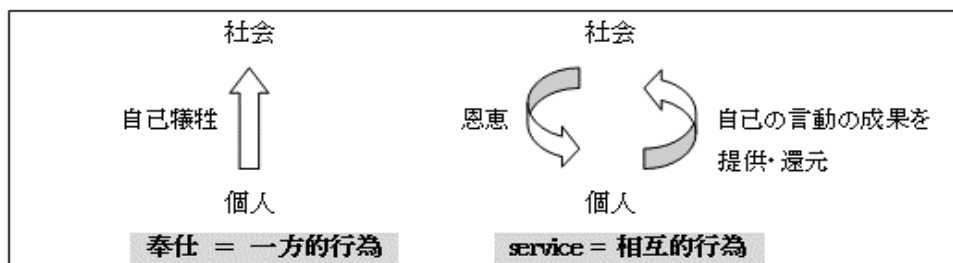 社会
自己犠牲
個人
奉仕 = 一方的行為
社会
恩恵
自己の言動の成果を
提供・還元
個人
service = 相互的行為